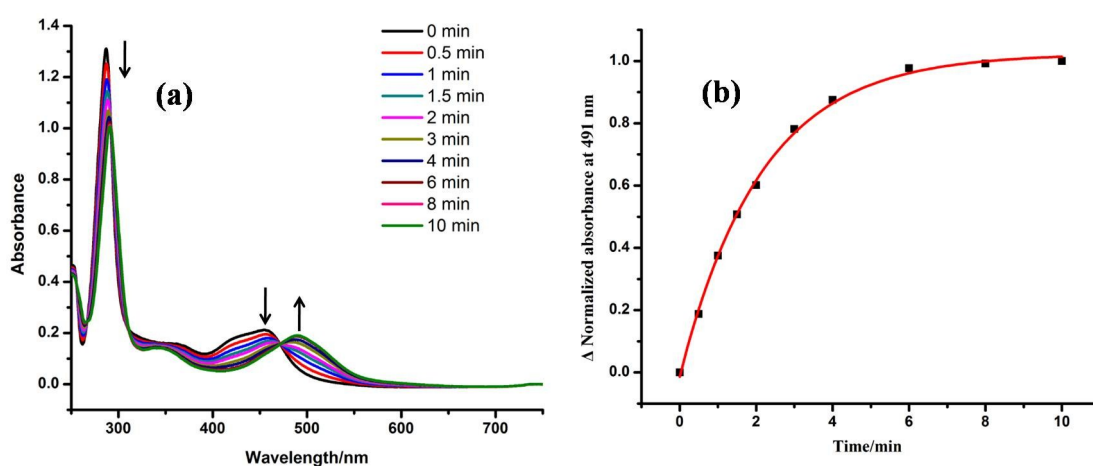 (a)
Absorbance
1.4
1.2
1.0
0.8
0.6
0.4
0.2
0.0
300
400
500
600
700
Wavelength/nm
0 min
0.5 min
1 min
1.5 min
2 min
3 min
4 min
6 min
8 min
10 min
(b)
Δ Normalized absorbance at 491 nm
1.0
0.8
0.6
0.4
0.2
0.0
0
2
4
6
8
10
Time/min